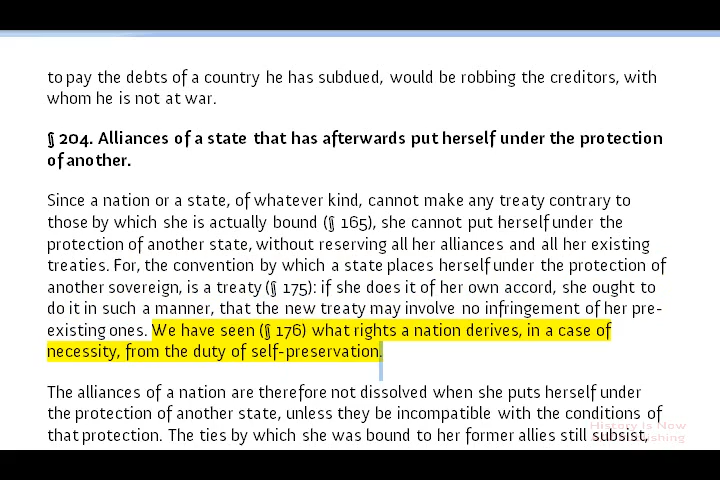 to pay the debts of a country he has subdued, would be robbing the creditors, with
whom he is not at war.
§ 204. Alliances of a state that has afterwards put herself under the protection
of another.
Since a nation or a state, of whatever kind, cannot make any treaty contrary to
those by which she is actually bound (§ 165), she cannot put herself under the
protection of another state, without reserving all her alliances and all her existing
treaties. For, the convention by which a state places herself under the protection of
another sovereign, is a treaty (§ 175): if she does it of her own accord, she ought to
do it in such a manner, that the new treaty may involve no infringement of her pre-
existing ones. We have seen (§ 176) what rights a nation derives, in a case of
necessity, from the duty of self-preservation.
The alliances of a nation are therefore not dissolved when she puts herself under
the protection of another state, unless they be incompatible with the conditions of
that protection. The ties by which she was bound to her former allies still subsist,
History Is Now